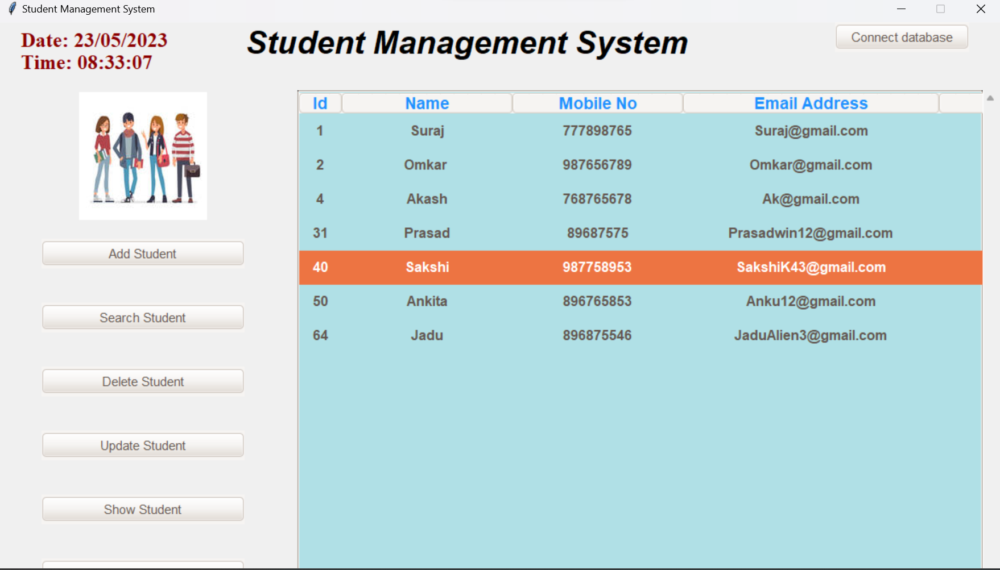 Student Management System
Date: 23/05/2023
Time: 08:33:07
Student Management System
Connect database
Add Student
Search Student
Delete Student
Update Student
Show Student
Id Name Mobile No Email Address
1 Suraj 777898765 Suraj@gmail.com
2 Omkar 987656789 Omkar@gmail.com
4 Akash 768765678 Ak@gmail.com
31 Prasad 89687575 Prasadwin12@gmail.com
40 Sakshi 987758953 SakshiK43@gmail.com
50 Ankita 896765853 Anku12@gmail.com
64 Jadu 896875546 JaduAlien3@gmail.com